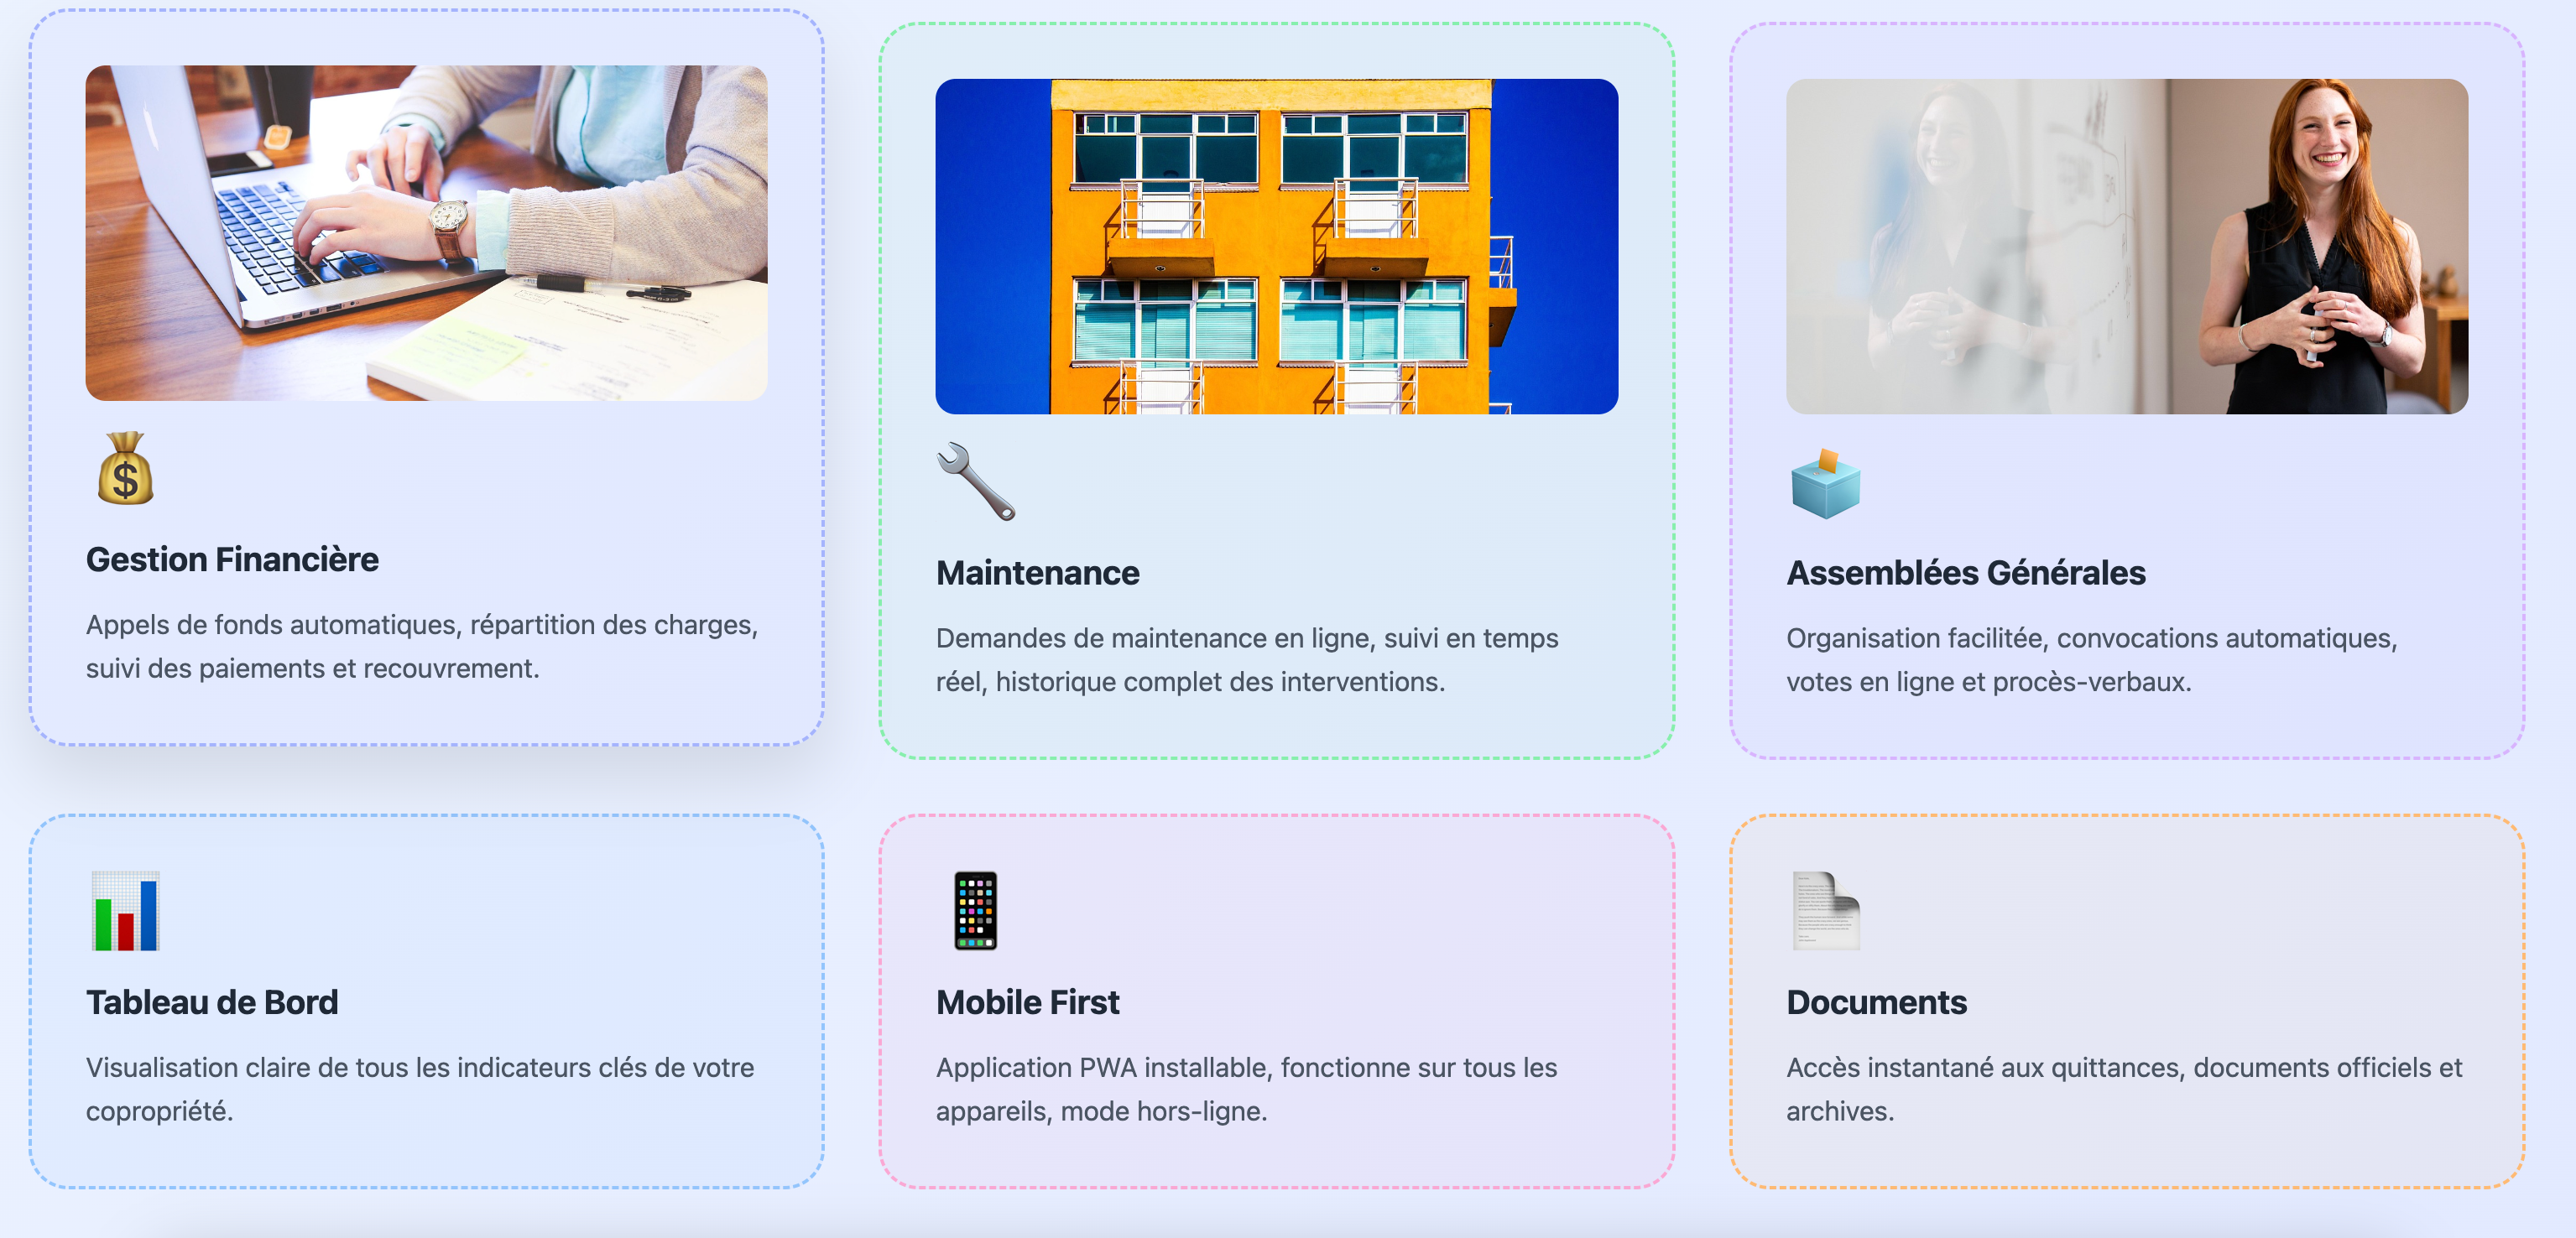 Gestion Financière
Appels de fonds automatiques, répartition des charges,
suivi des paiements et recouvrement.
Maintenance
Demandes de maintenance en ligne, suivi en temps
réel, historique complet des interventions.
Assemblées Générales
Organisation facilitée, convocations automatiques,
votes en ligne et procès-verbaux.
Tableau de Bord
Visualisation claire de tous les indicateurs clés de votre
copropriété.
Mobile First
Application PWA installable, fonctionne sur tous les
appareils, mode hors-ligne.
Documents
Accès instantané aux quittances, documents officiels et
archives.